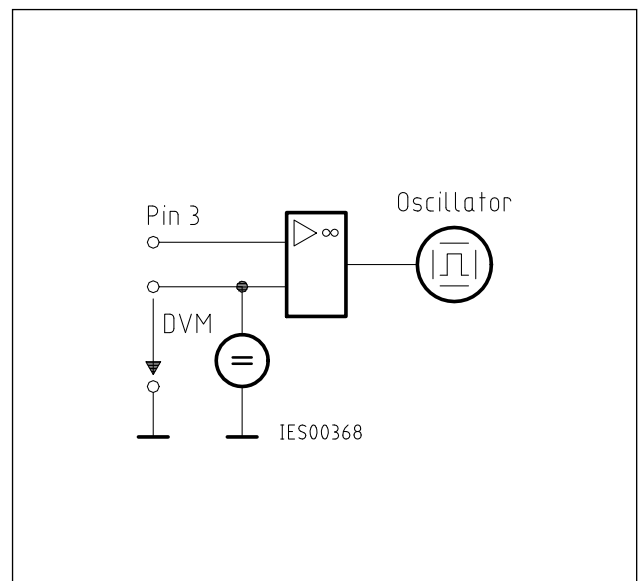 Oscillator
Pin 3
▷ ∞
DVM
=
IES00368